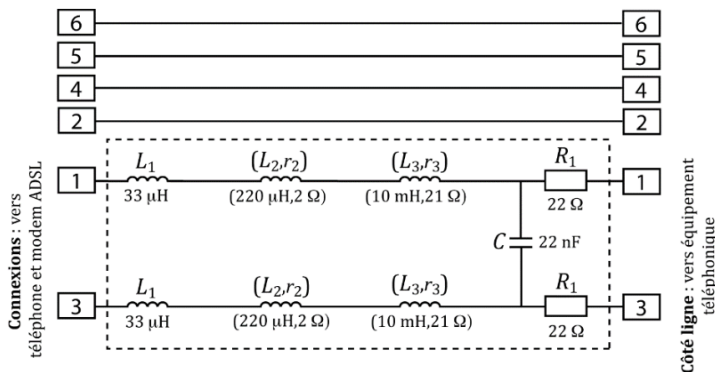 6 6
5 5
4 4
2 2
L₁ (L₂,r₂) (L₃,r₃) R₁
1 1
33 µH (220 µH,2 Ω) (10 mH,21 Ω) 22 Ω
C 22 nF
L₁ (L₂,r₂) (L₃,r₃) R₁
3 3
33 µH (220 µH,2 Ω) (10 mH,21 Ω) 22 Ω
Connexions : vers
téléphone et modem ADSL
Côté ligne : vers équipement
téléphonique